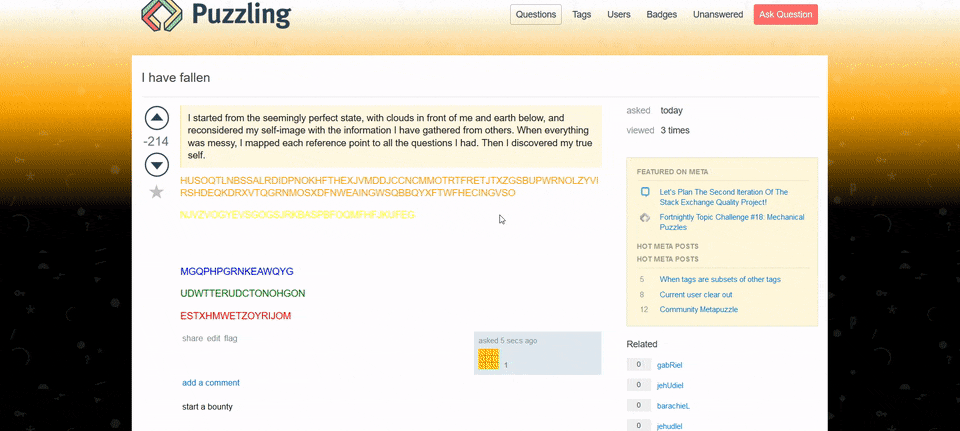 Puzzling
Questions Tags Users Badges Unanswered Ask Question
I have fallen
I started from the seemingly perfect state, with clouds in front of me and earth below, and
reconsidered my self-image with the information I have gathered from others. When everything
was messy, I mapped each reference point to all the questions I had. Then I discovered my true
self.
-214
HUSOQTLNBSSALRDIDPNOKHFTHEXJVMDDJCCNCMMOTRTFRETJTXZGSBUPWRNOLZYVI
RSHDEQKDRXVTQGRNMOSXDFNWEAINGWSQBBQYXFTWFHECINGVSO
MGQPHPGRNKEAWQYG
UDWTTERUDCTONOHGON
ESTXHMWETZOYRIJOM
share edit flag
asked 5 secs ago
1
add a comment
start a bounty
asked today
viewed 3 times
FEATURED ON META
Let's Plan The Second Iteration Of The
Stack Exchange Quality Project!
Fortnightly Topic Challenge #18: Mechanical
Puzzles
HOT META POSTS
HOT META POSTS
5 When tags are subsets of other tags
8 Current user clear out
12 Community Metapuzzle
Related
0 gabRiel
0 jehUdiel
0 barachieL
0 jehudIel